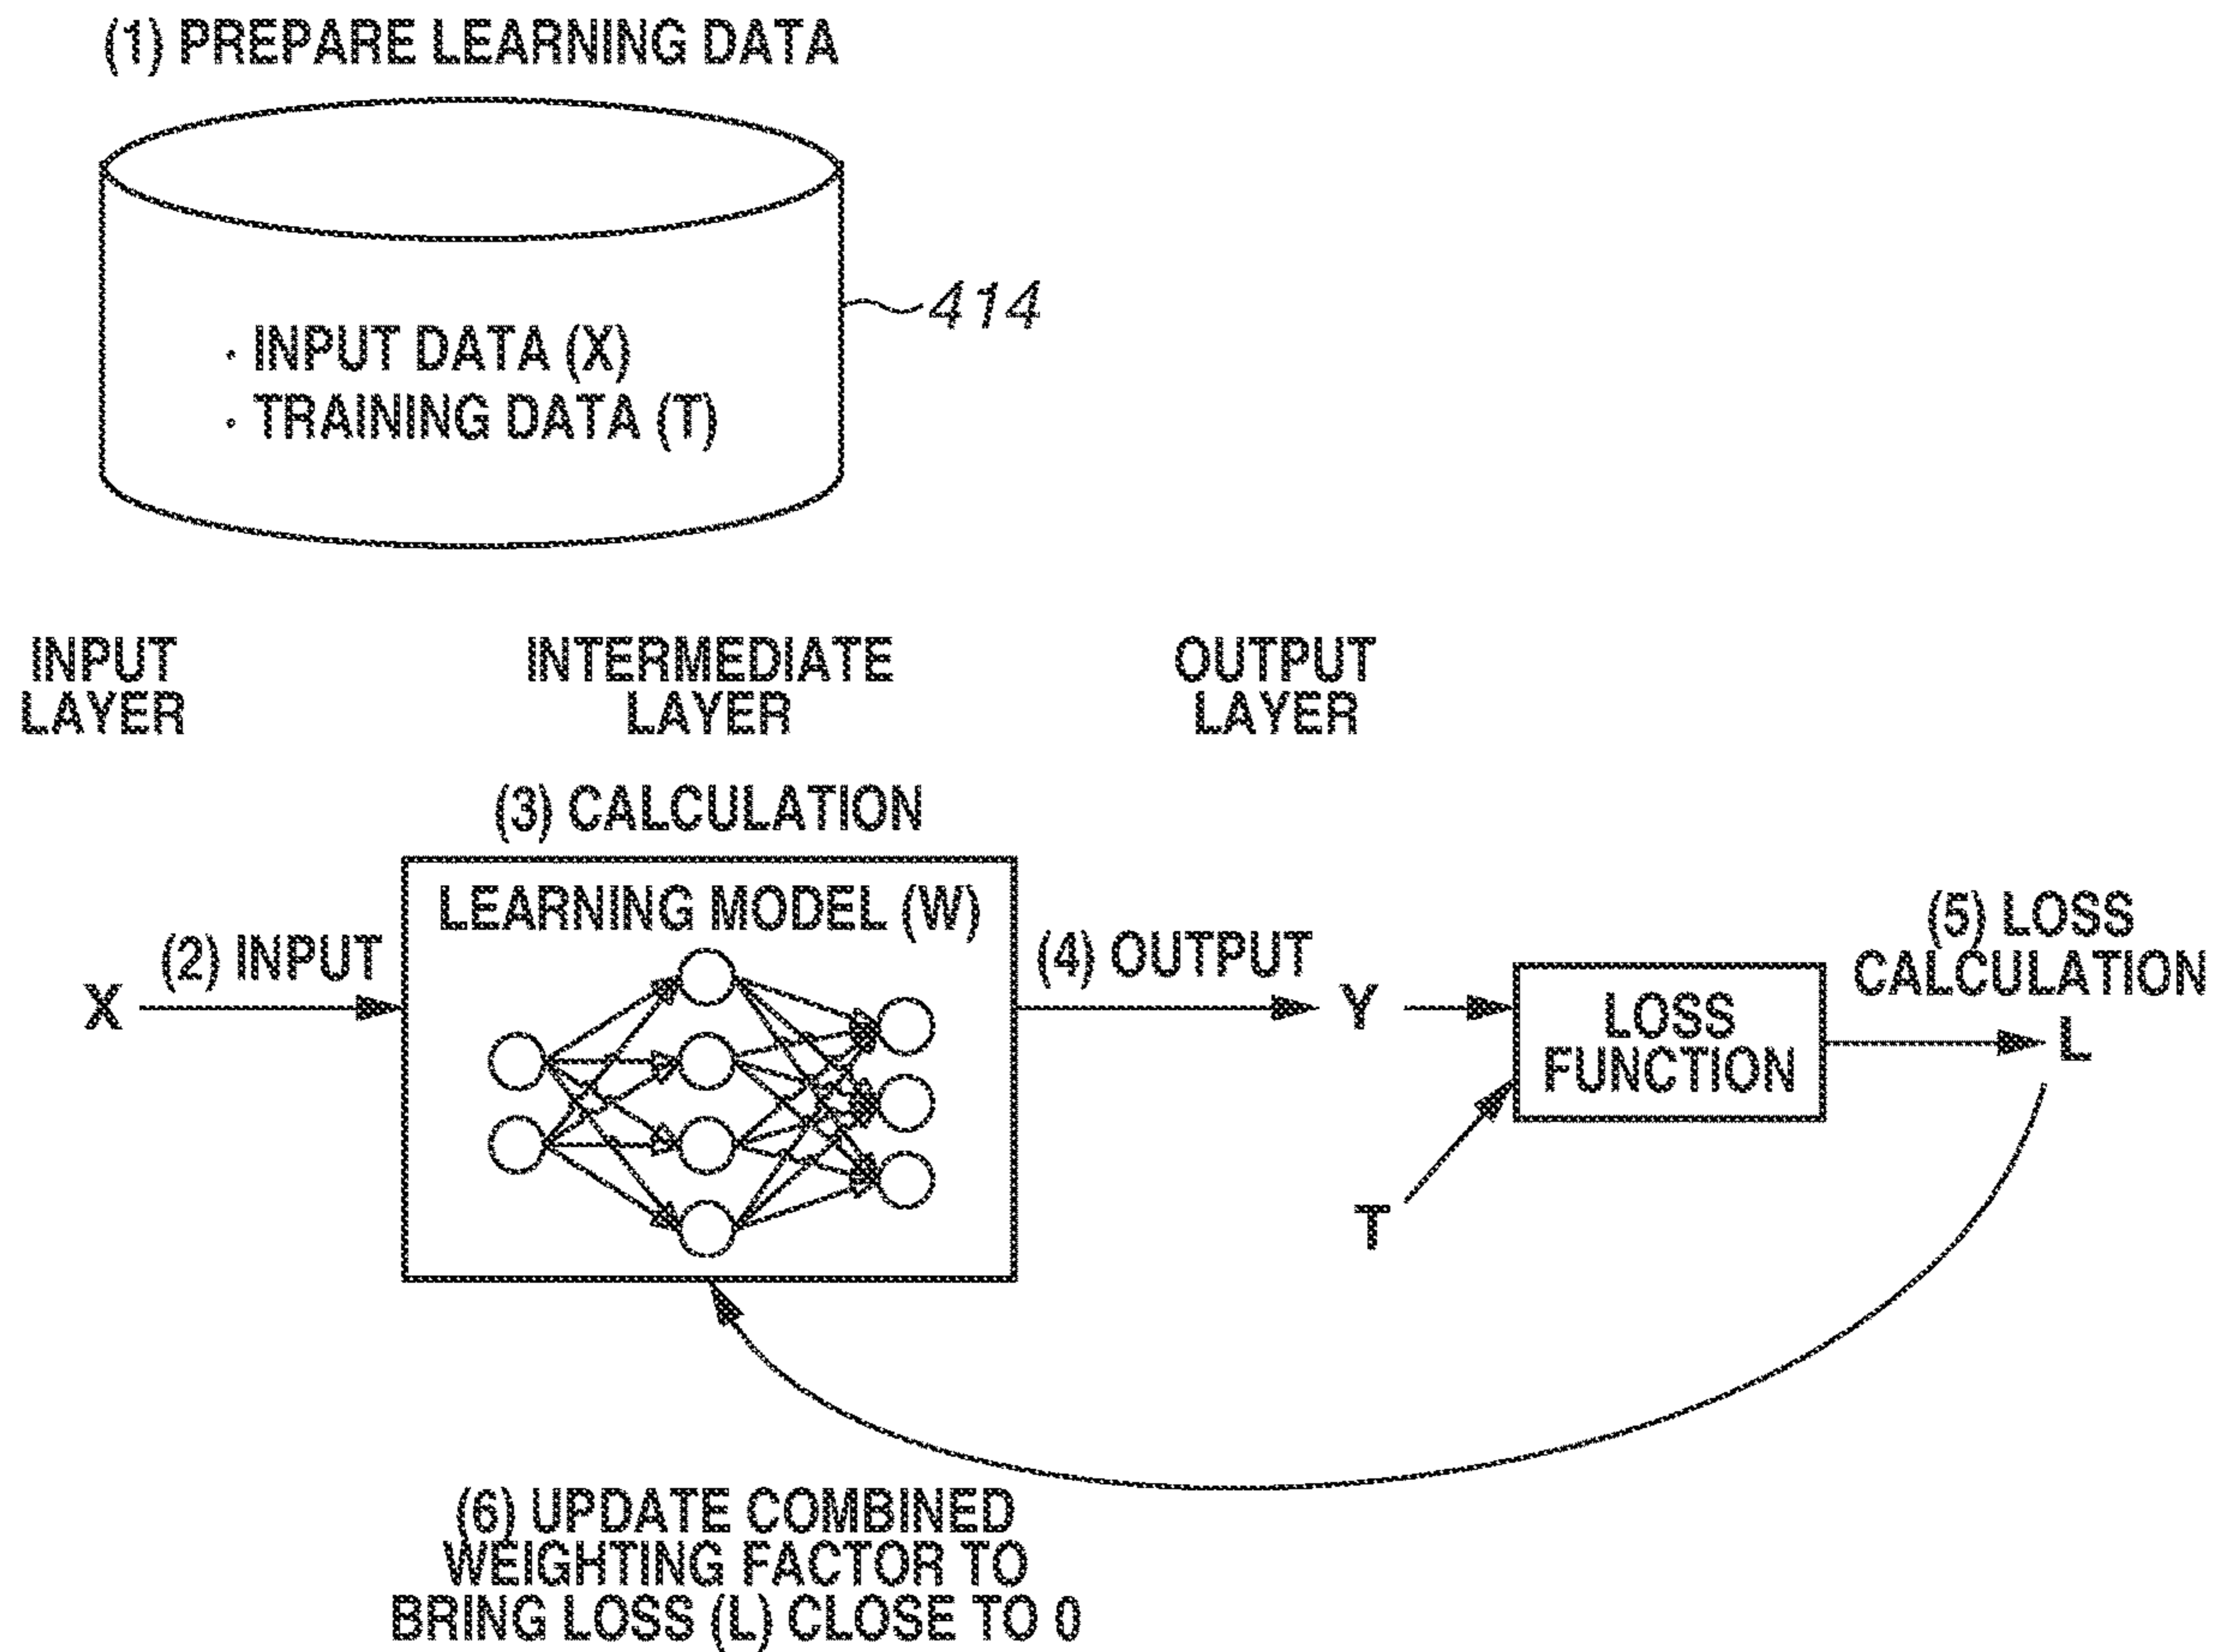 (1) PREPARE LEARNING DATA
· INPUT DATA (X)
· TRAINING DATA (T)
414
INPUT
LAYER
INTERMEDIATE
LAYER
OUTPUT
LAYER
(3) CALCULATION
LEARNING MODEL (W)
X
(2) INPUT
(4) OUTPUT
Y
T
LOSS
FUNCTION
(5) LOSS
CALCULATION
L
(6) UPDATE COMBINED
WEIGHTING FACTOR TO
BRING LOSS (L) CLOSE TO 0